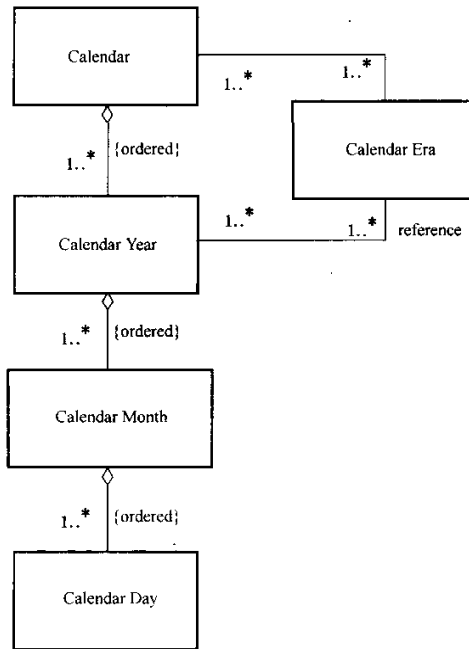 Calendar
1..*
1..*
Calendar Era
1..*
{ordered}
Calendar Year
1..*
1..*
reference
1..*
{ordered}
Calendar Month
1..*
{ordered}
Calendar Day